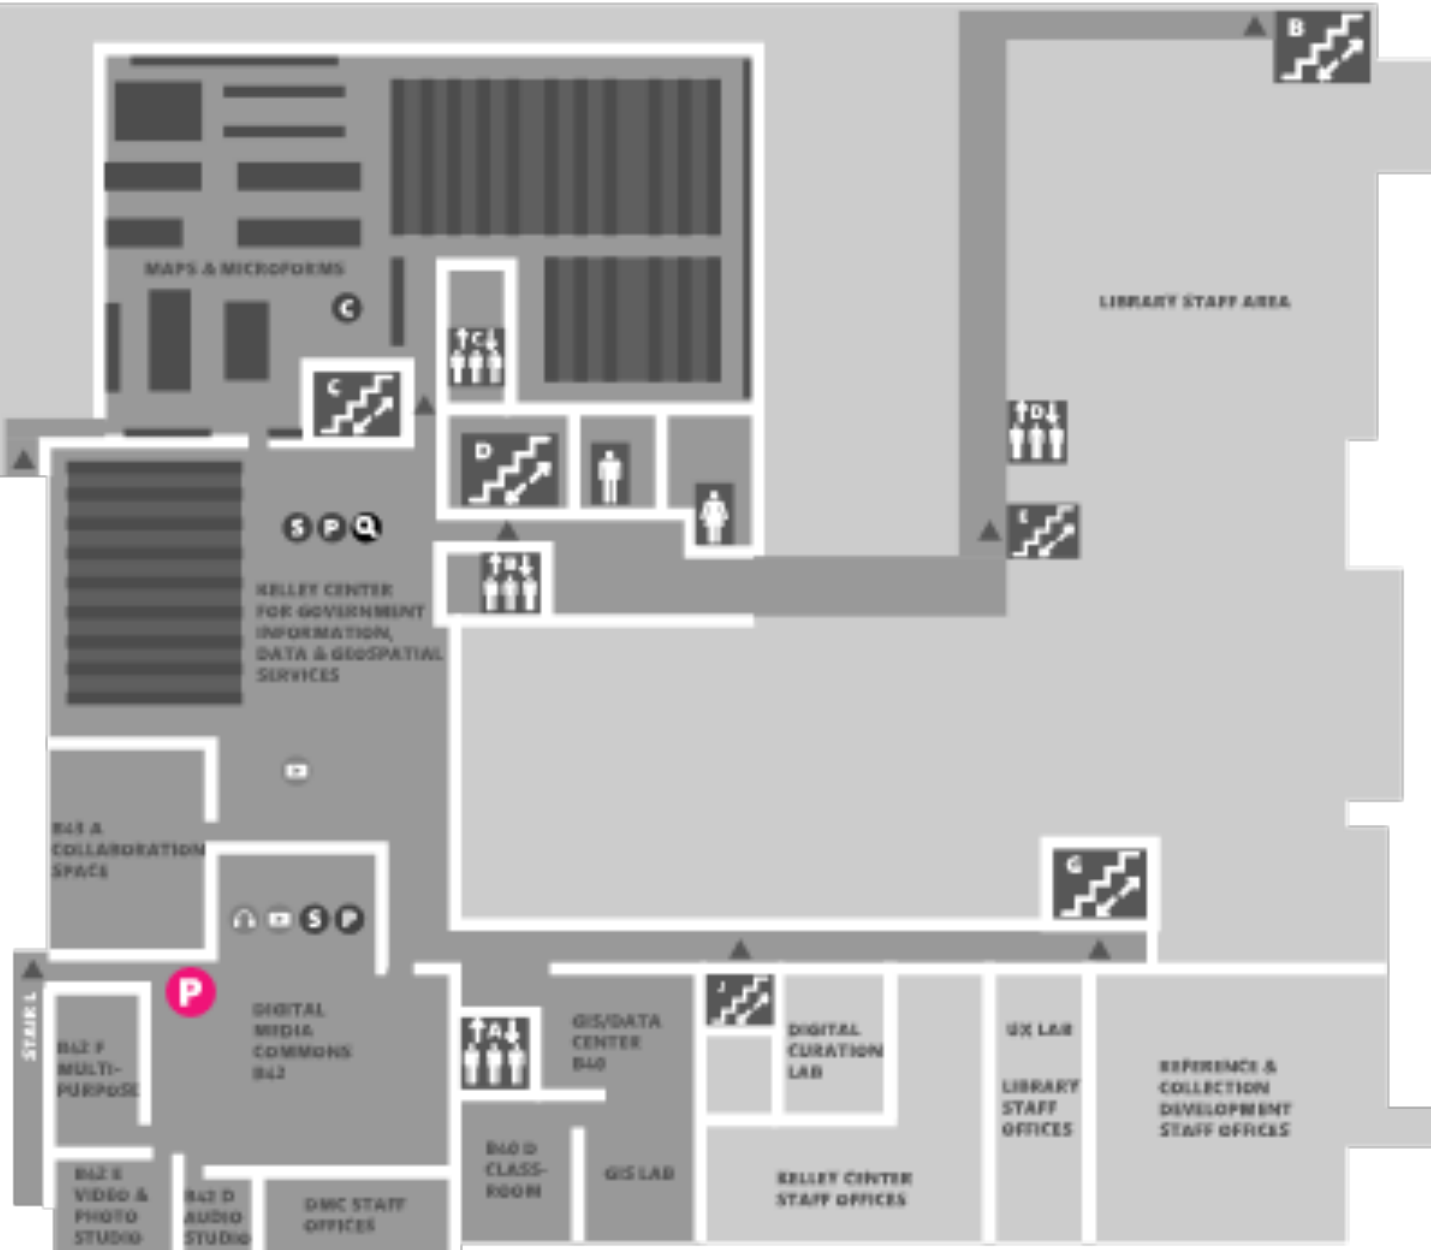 B
MAPS & MICROFORMS
C
LIBRARY STAFF AREA
C
C
D
D
S P
E
B
KELLEY CENTER
FOR GOVERNMENT
INFORMATION,
DATA & GEOSPATIAL
SERVICES
B43 A
COLLABORATION
SPACE
G
S P
P
STAIR L
DIGITAL
MEDIA
COMMONS
B42
B42 F
MULTI-
PURPOSE
A
GIS/DATA
CENTER
B40
J
DIGITAL
CURATION
LAB
UX LAB
LIBRARY
STAFF
OFFICES
REFERENCE &
COLLECTION
DEVELOPMENT
STAFF OFFICES
B42 E
VIDEO &
PHOTO
STUDIO
B42 D
AUDIO
STUDIO
DMC STAFF
OFFICES
B40 D
CLASS-
ROOM
GIS LAB
KELLEY CENTER
STAFF OFFICES